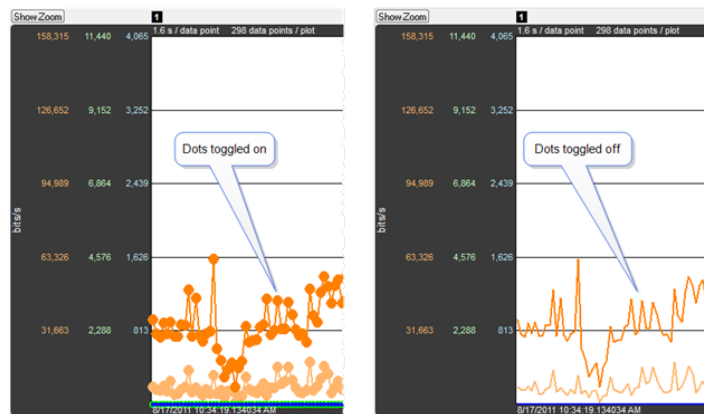 Show Zoom
1
1.6 s / data point 298 data points / plot
158,315 11,440 4,065
126,652 9,152 3,252
Dots toggled on
94,989 6,864 2,439
bits/s
63,326 4,576 1,626
31,663 2,288 813
8/17/2011 10:34:19.134034 AM
Show Zoom
1
1.6 s / data point 298 data points / plot
158,315 11,440 4,065
126,652 9,152 3,252
Dots toggled off
94,989 6,864 2,439
bits/s
63,326 4,576 1,626
31,663 2,288 813
8/17/2011 10:34:19.134034 AM